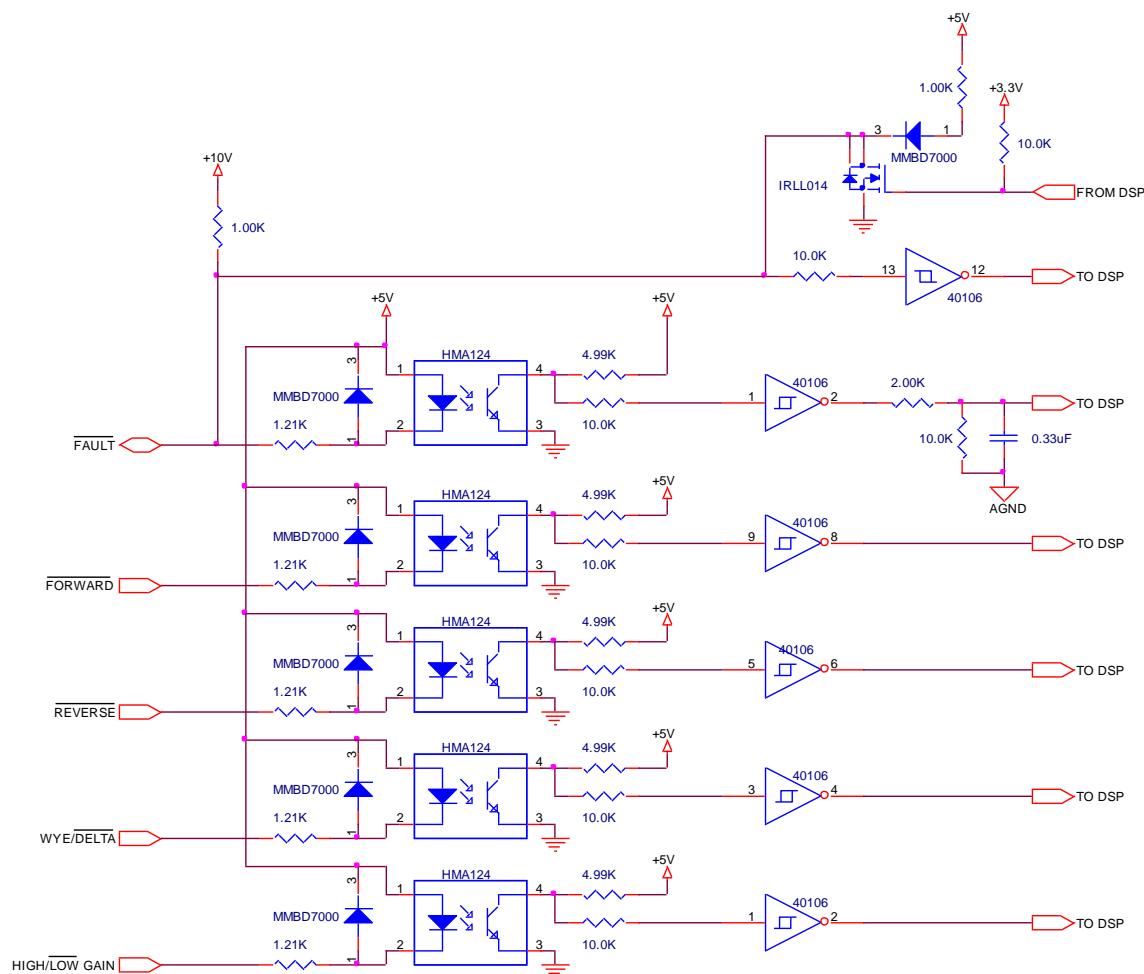 +5V
1.00K
+3.3V
3
1
MMBD7000
10.0K
+10V
IRLL014
FROM DSP
1.00K
10.0K
13
12
TO DSP
40106
+5V
+5V
HMA124
3
1
4
4.99K
MMBD7000
40106
2.00K
1
2
TO DSP
1.21K
2
3
10.0K
10.0K
0.33uF
1
FAULT
AGND
+5V
HMA124
3
1
4
4.99K
MMBD7000
40106
9
8
TO DSP
1.21K
2
3
10.0K
1
FORWARD
+5V
HMA124
3
1
4
4.99K
MMBD7000
40106
5
6
TO DSP
1.21K
2
3
10.0K
1
REVERSE
+5V
HMA124
3
1
4
4.99K
MMBD7000
40106
3
4
TO DSP
1.21K
2
3
10.0K
1
WYE/DELTA
+5V
HMA124
3
1
4
4.99K
MMBD7000
40106
1
2
TO DSP
1.21K
2
3
10.0K
1
HIGH/LOW GAIN